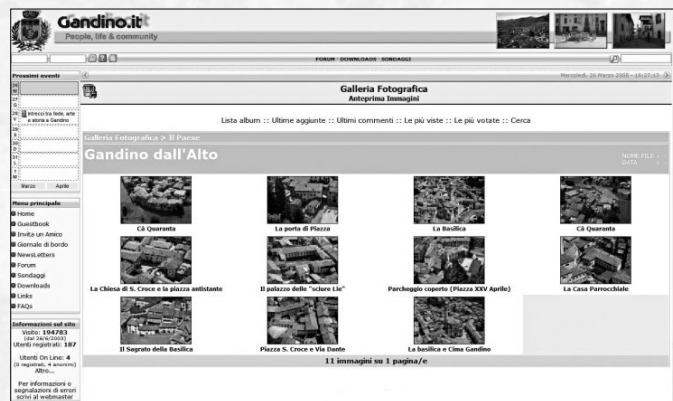 Gandino.it
People, life & community
FORUM · DOWNLOADS · SONDAGGI
Prossimi eventi
Mercoledì, 26 Marzo 2008 - 16:27:13
Galleria Fotografica
Anteprima Immagini
Intrecci tra fede, arte
e storia a Gandino
Marzo Aprile
Lista album :: Ultime aggiunte :: Ultimi commenti :: Le più viste :: Le più votate :: Cerca
Galleria Fotografica > Il Paese
Gandino dall'Alto
NOME FILE + -
DATA + -
Cà Quaranta
La porta di Piazza
La Basilica
Cà Quaranta
La Chiesa di S. Croce e la piazza antistante
Il palazzo delle "sciure Lie"
Parcheggio coperto (Piazza XXV Aprile)
La Casa Parrocchiale
Il Sagrato della Basilica
Piazza S. Croce e Via Dante
La basilica e Cima Gandino
11 immagini su 1 pagina/e
Menu principale
Home
Guestbook
Invita un Amico
Giornale di bordo
NewsLetters
Forum
Sondaggi
Downloads
Links
FAQs
Informazioni sul sito
Visite: 194783
(dal 26/6/2003)
Utenti registrati: 187
Utenti On Line: 4
(0 registrati, 4 anonimi)
Altro...
Per informazioni o
segnalazioni di errori
scrivi al webmaster